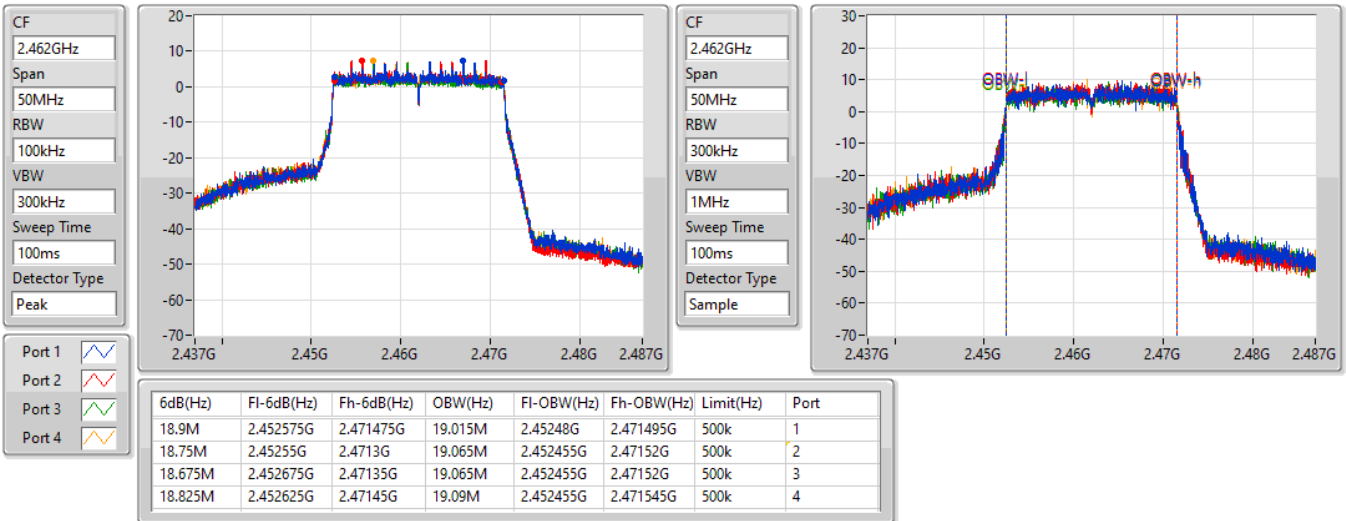 CF
2.462GHz
Span
50MHz
RBW
100kHz
VBW
300kHz
Sweep Time
100ms
Detector Type
Peak
20
10
0
-10
-20
-30
-40
-50
-60
-70
2.437G 2.45G 2.46G 2.47G 2.48G 2.487G
CF
2.462GHz
Span
50MHz
RBW
300kHz
VBW
1MHz
Sweep Time
100ms
Detector Type
Sample
30
20
10
0
-10
-20
-30
-40
-50
-60
-70
OBW-l OBW-h
2.437G 2.45G 2.46G 2.47G 2.48G 2.487G
Port 1
Port 2
Port 3
Port 4
6dB(Hz) Fl-6dB(Hz) Fh-6dB(Hz) OBW(Hz) Fl-OBW(Hz) Fh-OBW(Hz) Limit(Hz) Port
18.9M 2.452575G 2.471475G 19.015M 2.45248G 2.471495G 500k 1
18.75M 2.45255G 2.4713G 19.065M 2.452455G 2.47152G 500k 2
18.675M 2.452675G 2.47135G 19.065M 2.452455G 2.47152G 500k 3
18.825M 2.452625G 2.47145G 19.09M 2.452455G 2.471545G 500k 4